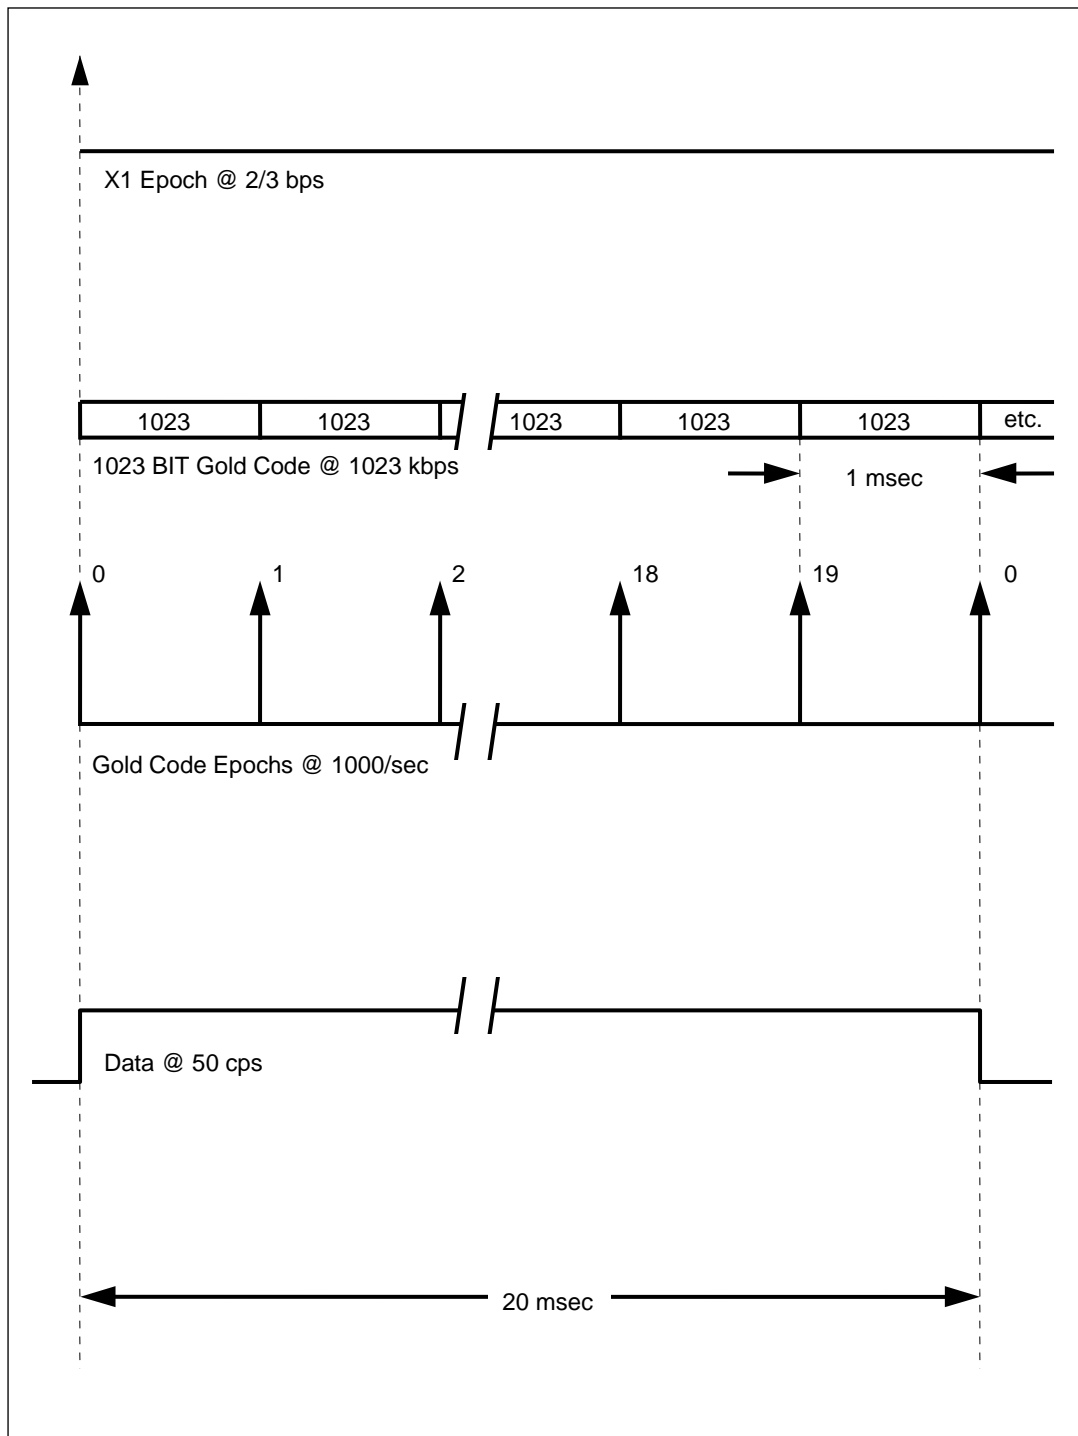 X1 Epoch @ 2/3 bps
1023 1023 1023 1023 1023 etc.
1023 BIT Gold Code @ 1023 kbps
1 msec
0 1 2 18 19 0
Gold Code Epochs @ 1000/sec
Data @ 50 cps
20 msec